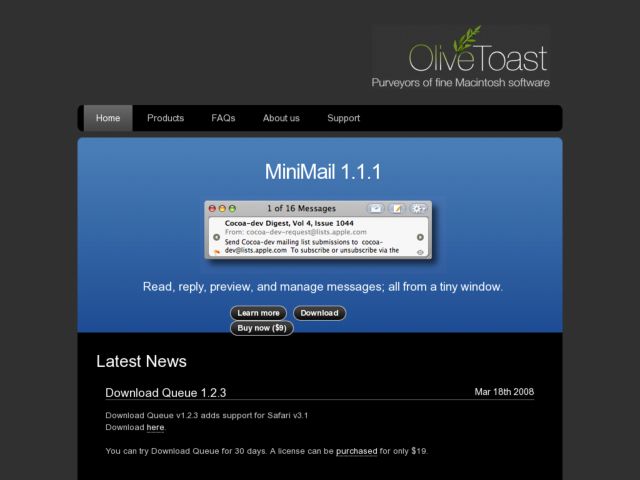 OliveToast
Purveyors of fine Macintosh software
Home Products FAQs About us Support
MiniMail 1.1.1
1 of 16 Messages
Cocoa-dev Digest, Vol 4, Issue 1044
From: cocoa-dev-request@lists.apple.com
Send Cocoa-dev mailing list submissions to cocoa-
dev@lists.apple.com To subscribe or unsubscribe via the
Read, reply, preview, and manage messages; all from a tiny window.
Learn more Download
Buy now ($9)
Latest News
Download Queue 1.2.3 Mar 18th 2008
Download Queue v1.2.3 adds support for Safari v3.1
Download here.
You can try Download Queue for 30 days. A license can be purchased for only $19.